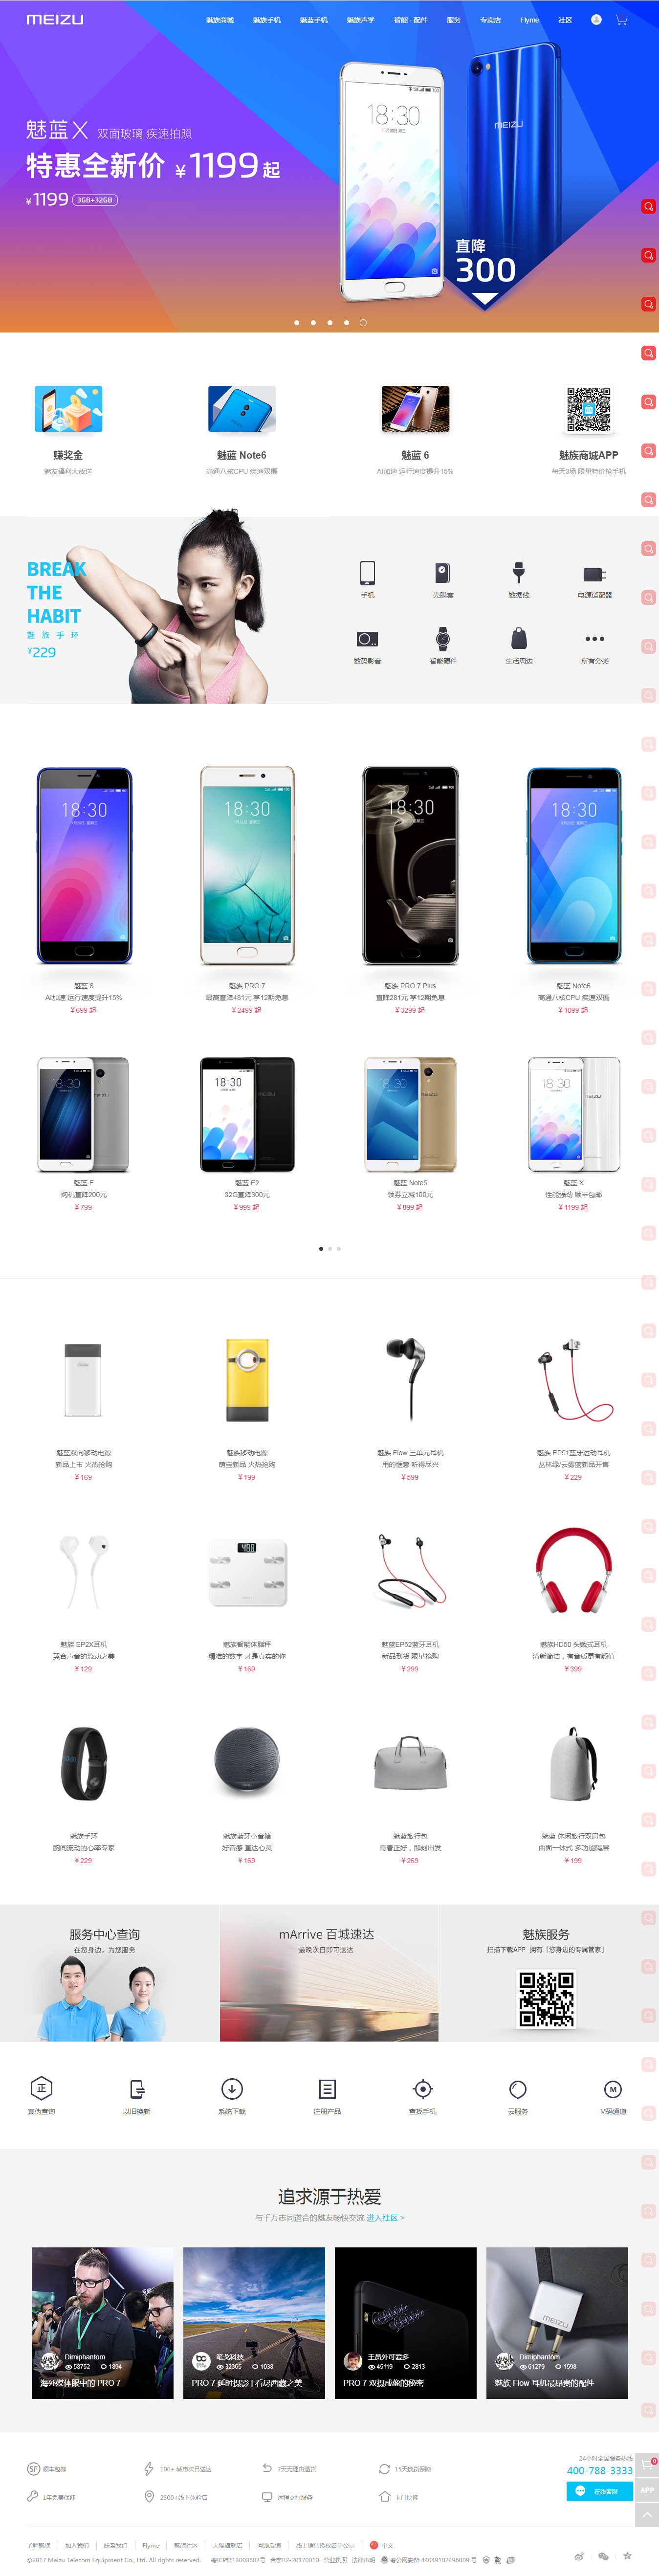 MEIZU
魅族商城 魅族手机 魅蓝手机 魅族声学 智能 · 配件 服务 专卖店 Flyme 社区
魅蓝X 双面玻璃 疾速拍照
特惠全新价 ¥1199起
¥1199 3GB+32GB
11:30
MEIZU
直降
300
赚奖金
魅友福利大放送
魅蓝 Note6
高通八核CPU 疾速双摄
魅蓝 6
AI加速 运行速度提升15%
魅族商城APP
每天3场 限量特价抢手机
BREAK
THE
HABIT
魅族手环
¥229
手机 壳膜套 数据线 电源适配器
数码影音 智能硬件 生活周边 所有分类
18:30 18:30 18:30 18:30
魅蓝 6
AI加速 运行速度提升15%
¥ 699 起
魅族 PRO 7
最高直降481元 享12期免息
¥ 2499 起
魅族 PRO 7 Plus
直降281元 享12期免息
¥ 3299 起
魅蓝 Note6
高通八核CPU 疾速双摄
¥ 1099 起
魅蓝 E
购机直降200元
¥ 799
魅蓝 E2
32G直降300元
¥ 999 起
魅蓝 Note5
领券立减100元
¥ 899 起
魅蓝 X
性能强劲 顺丰包邮
¥ 1199 起
魅蓝双向移动电源
新品上市 火热抢购
¥ 169
魅族移动电源
萌宝新品 火热抢购
¥ 199
魅族 Flow 三单元耳机
用的惬意 听得尽兴
¥ 599
魅族 EP51蓝牙运动耳机
丛林绿/云霭蓝新品开售
¥ 229
魅族 EP2X耳机
契合声音的流动之美
¥ 129
魅族智能体脂秤
精准的数字 才是真实的你
¥ 169
魅蓝EP52蓝牙耳机
新品到货 限量抢购
¥ 299
魅族HD50 头戴式耳机
清新简洁，有音质更有颜值
¥ 399
魅族手环
腕间流动的心率专家
¥ 229
魅族蓝牙小音箱
好音感 直达心灵
¥ 169
魅蓝旅行包
青春正好，即刻出发
¥ 269
魅蓝 休闲旅行双肩包
曲面一体式 多功能隔层
¥ 199
服务中心查询
在您身边，为您服务
mArrive 百城速达
最晚次日即可送达
魅族服务
扫描下载APP 拥有「您身边的专属管家」
真伪查询 以旧换新 系统下载 注册产品 查找手机 云服务 M码通道
追求源于热爱
与千万志同道合的魅友畅快交流 进入社区 >
Dimiphantom
58752 1894
海外媒体眼中的 PRO 7
笔戈科技
32365 1038
PRO 7 延时摄影 | 看尽西藏之美
王员外可爱多
45119 2813
PRO 7 双摄成像的秘密
MEIZU
Dimiphantom
61279 1598
魅族 Flow 耳机最昂贵的配件
顺丰包邮 100+ 城市次日送达 7天无理由退货 15天换货保障
1年免费保修 2300+线下体验店 远程支持服务 上门快修
24小时全国服务热线
400-788-3333
在线客服
0
APP
了解魅族 加入我们 联系我们 Flyme 魅族社区 天猫旗舰店 问题反馈 线上销售授权名单公示 中文
©2017 Meizu Telecom Equipment Co., Ltd. All rights reserved. 粤ICP备13003602号 合字B2-20170010 营业执照 法律声明 粤公网安备 44049102496009 号